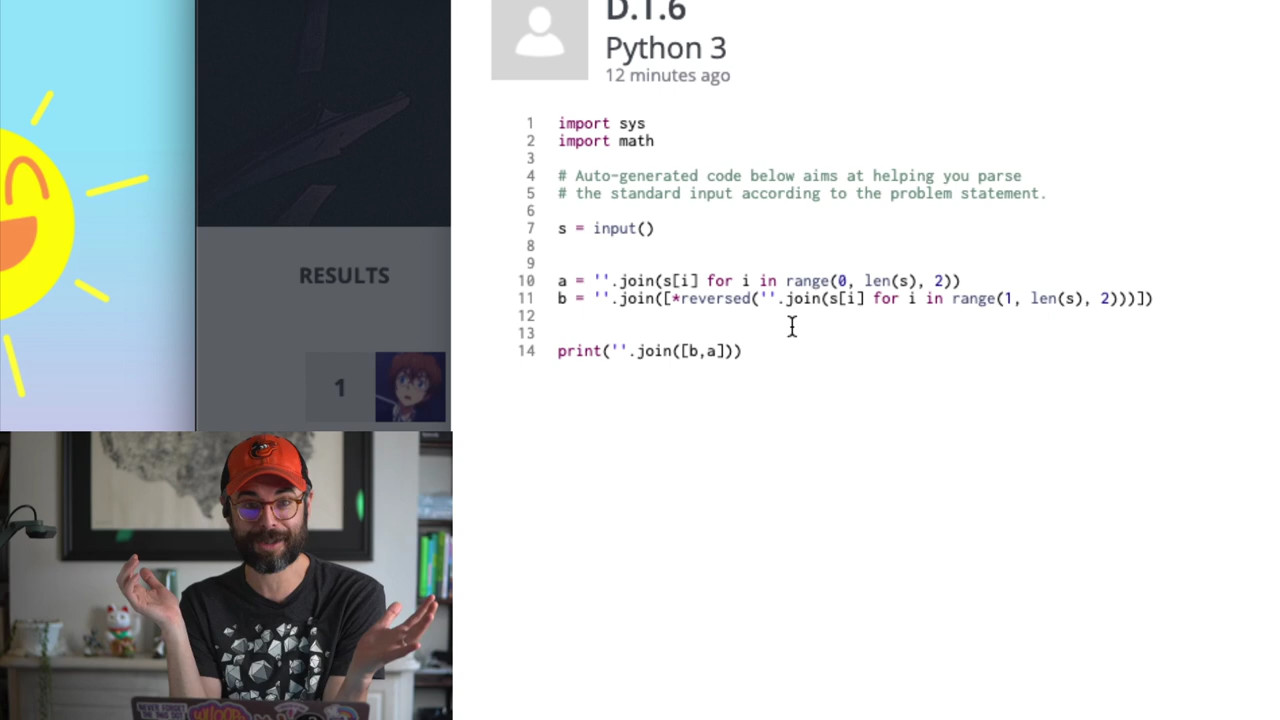 D.T.6
Python 3
12 minutes ago
1 import sys
2 import math
3
4 # Auto-generated code below aims at helping you parse
5 # the standard input according to the problem statement.
6
7 s = input()
8
9
10 a = ''.join(s[i] for i in range(0, len(s), 2))
11 b = ''.join([*reversed(''.join(s[i] for i in range(1, len(s), 2)))])
12
13
14 print(''.join([b,a]))
RESULTS
1
NEVER FORGET